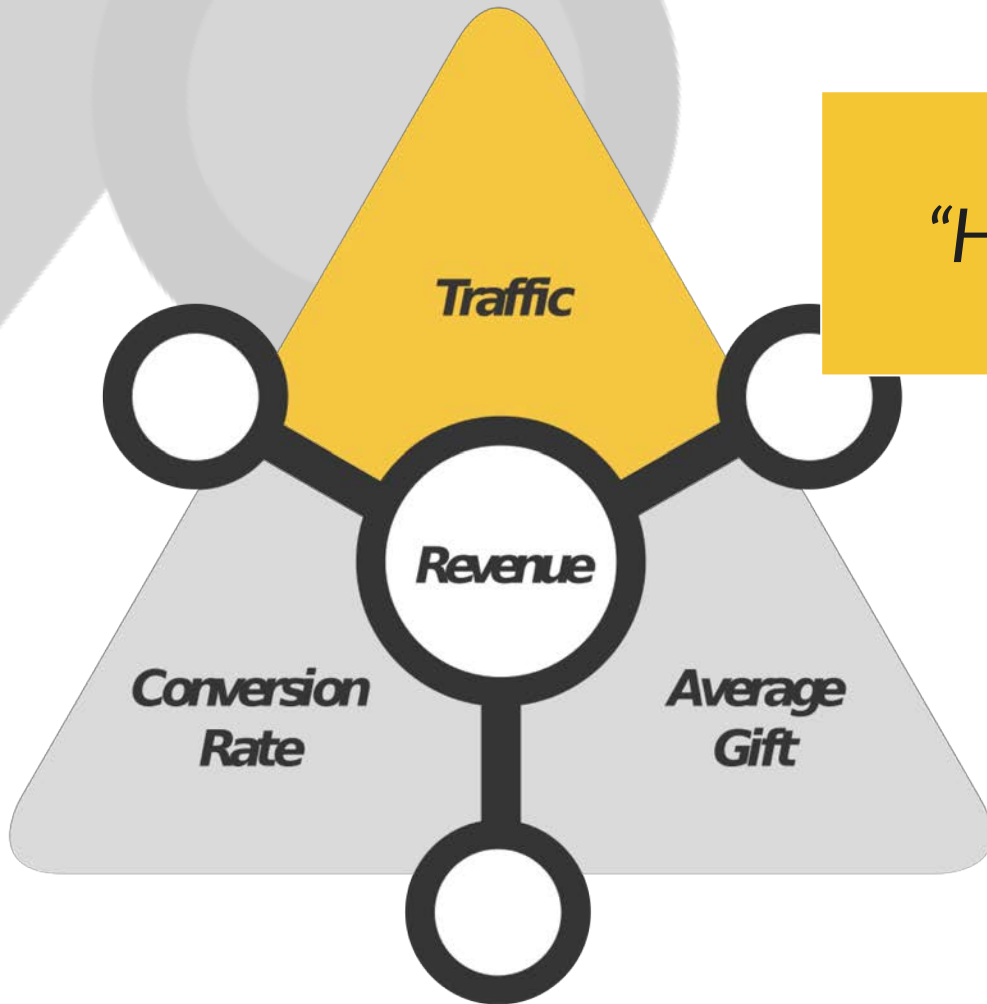 Traffic
“H
Revenue
Conversion
Rate
Average
Gift